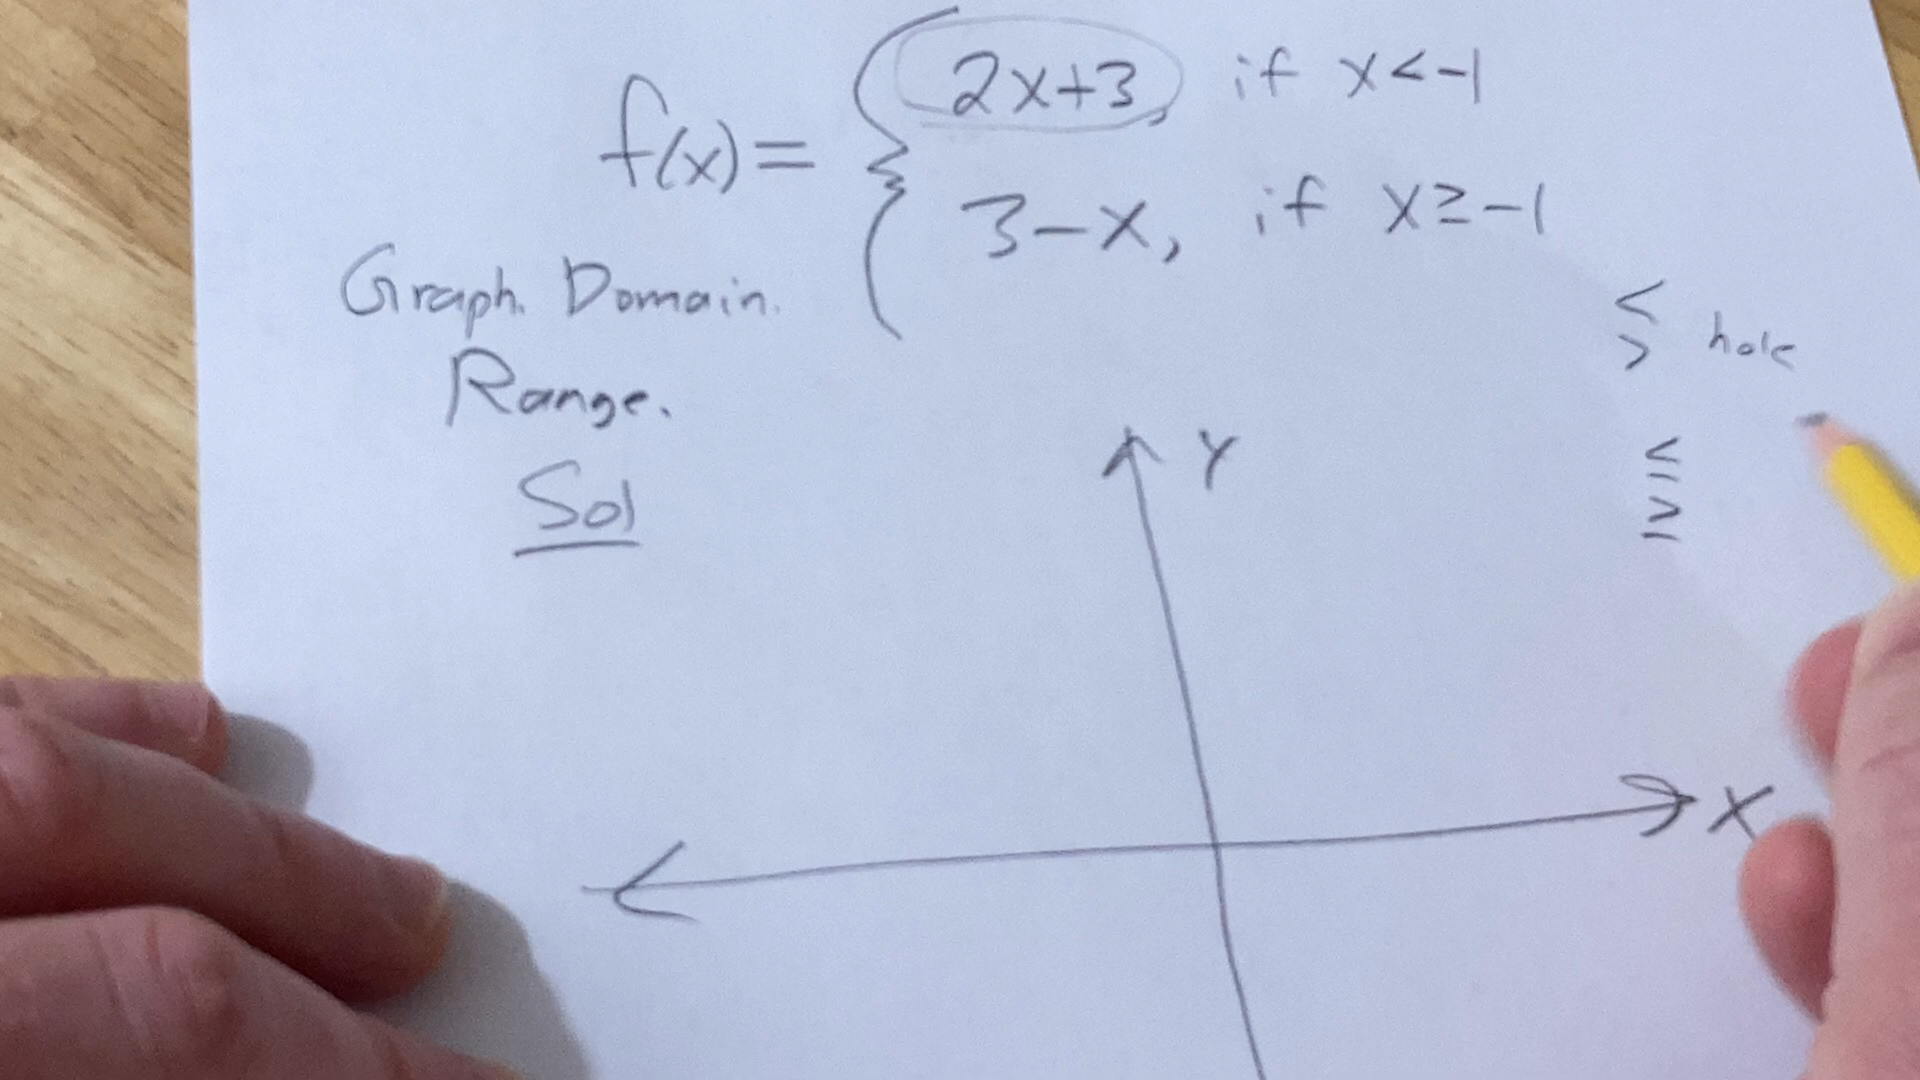 f(x) = { 2x+3, if x < -1
3-x, if x ≥ -1
Graph. Domain.
Range.
Sol
<
> hole
≤
≥
Y
X